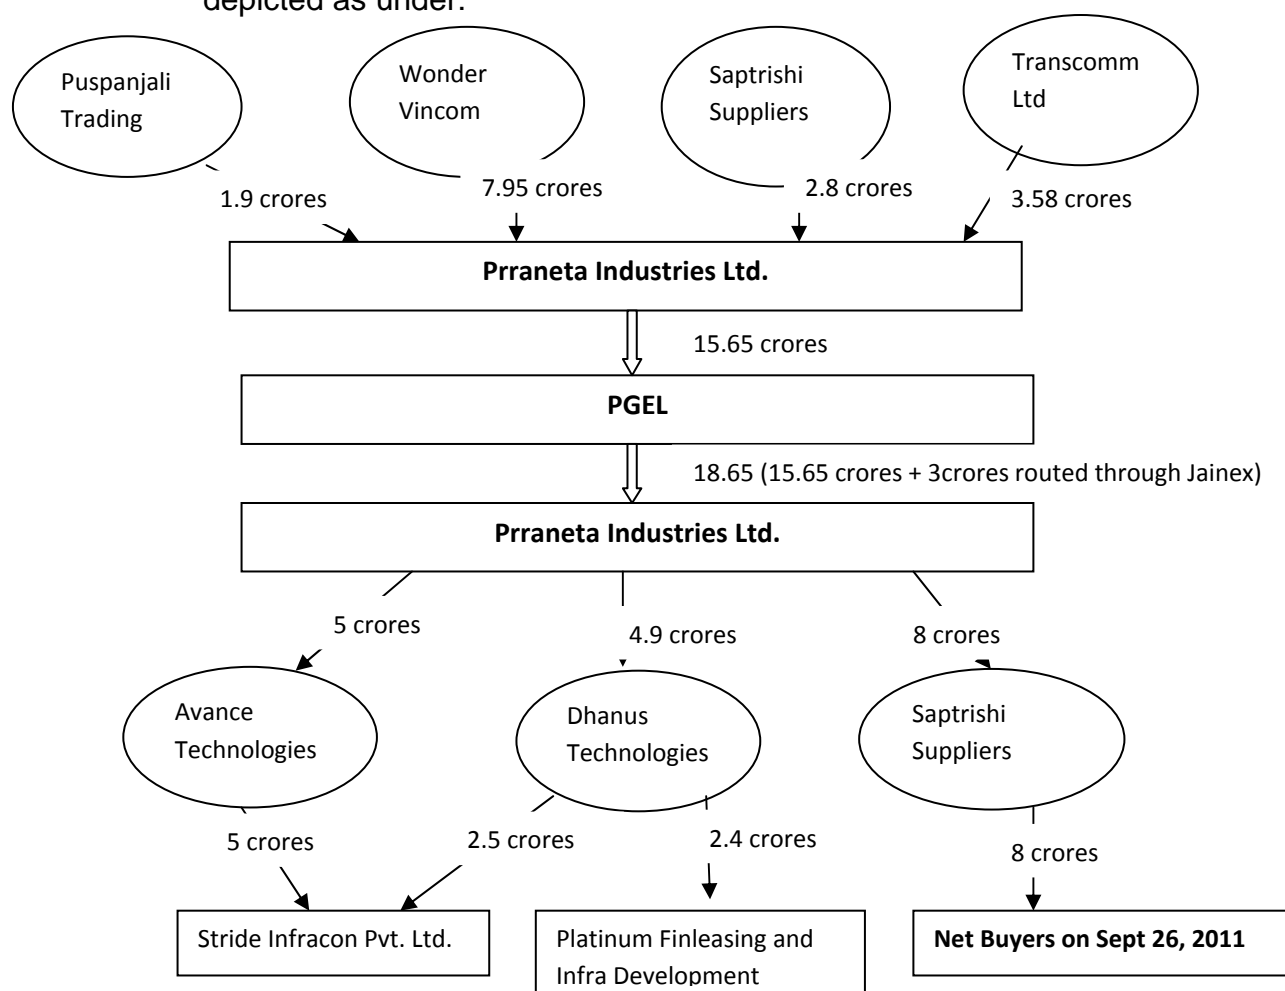 depicted as under:
Puspanjali
Trading
Wonder
Vincom
Saptrishi
Suppliers
Transcomm
Ltd
1.9 crores
7.95 crores
2.8 crores
3.58 crores
Prraneta Industries Ltd.
15.65 crores
PGEL
18.65 (15.65 crores + 3crores routed through Jainex)
Prraneta Industries Ltd.
5 crores
4.9 crores
8 crores
Avance
Technologies
Dhanus
Technologies
Saptrishi
Suppliers
5 crores
2.5 crores
2.4 crores
8 crores
Stride Infracon Pvt. Ltd.
Platinum Finleasing and
Infra Development
Net Buyers on Sept 26, 2011